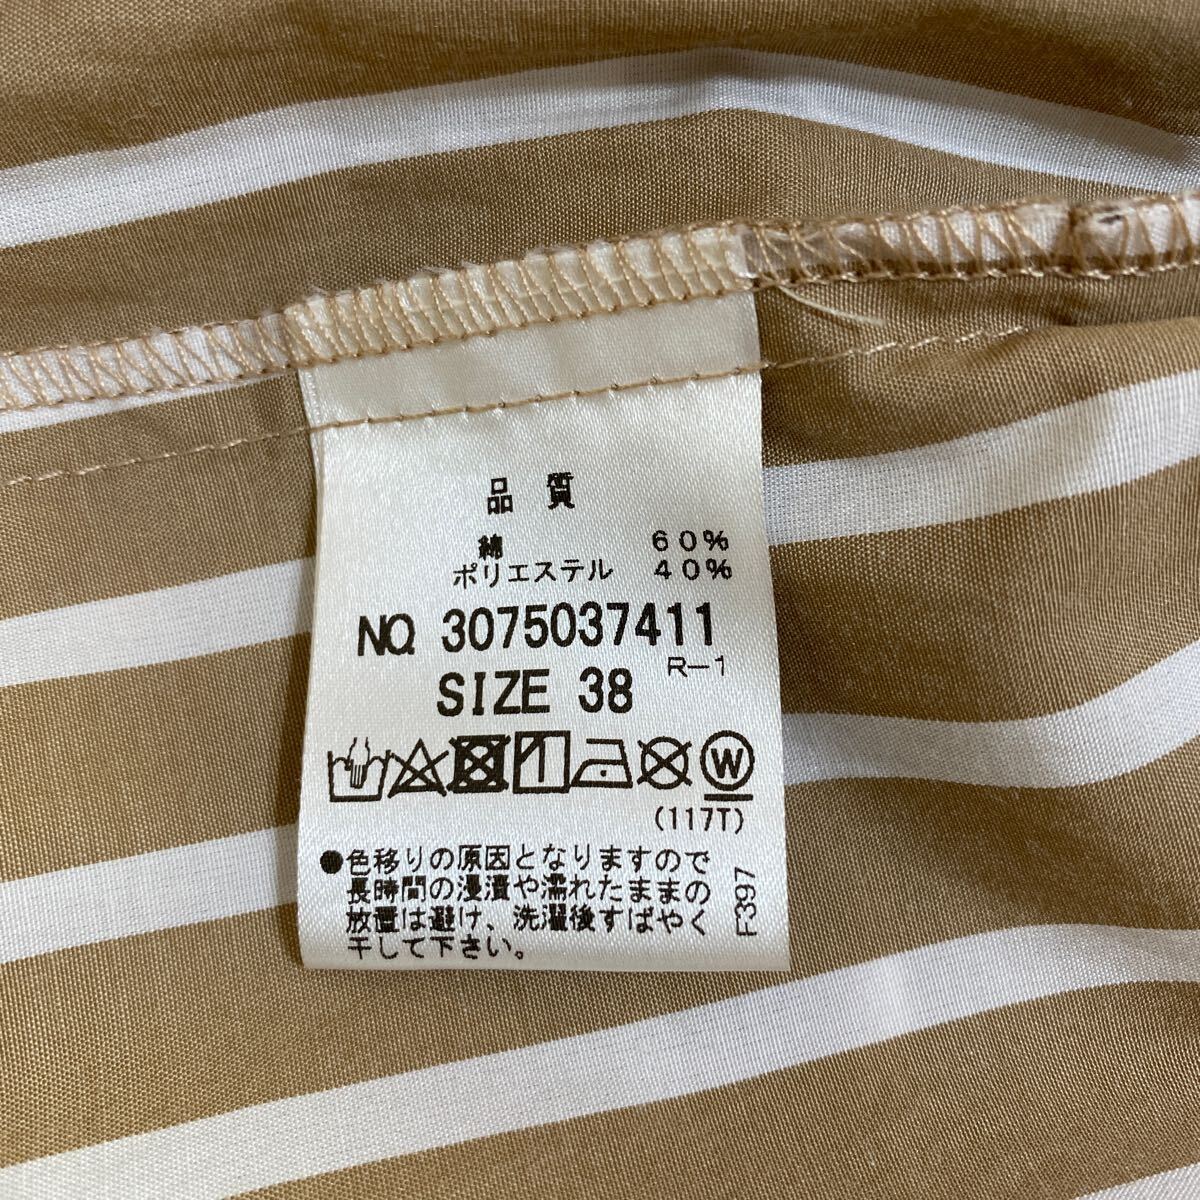 品質
綿 60%
ポリエステル 40%
NO. 3075037411
R-1
SIZE 38
W
(117T)
●色移りの原因となりますので
長時間の浸漬や濡れたままの
放置は避け、洗濯後すばやく
干して下さい。
F397